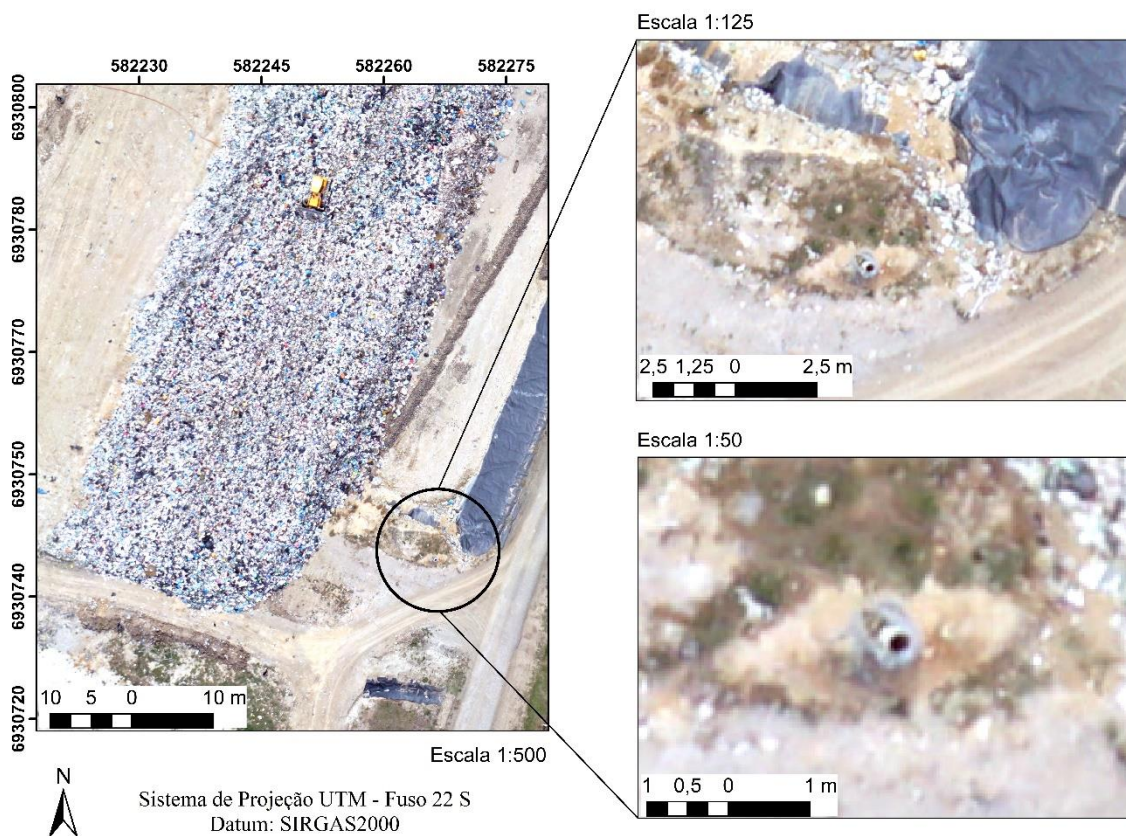 Escala 1:125
582230 582245 582260 582275
6930800
6930780
6930770
6930750
6930740
6930720
2,5 1,25 0 2,5 m
Escala 1:50
10 5 0 10 m
1 0,5 0 1 m
Escala 1:500
N
Sistema de Projeção UTM - Fuso 22 S
Datum: SIRGAS2000